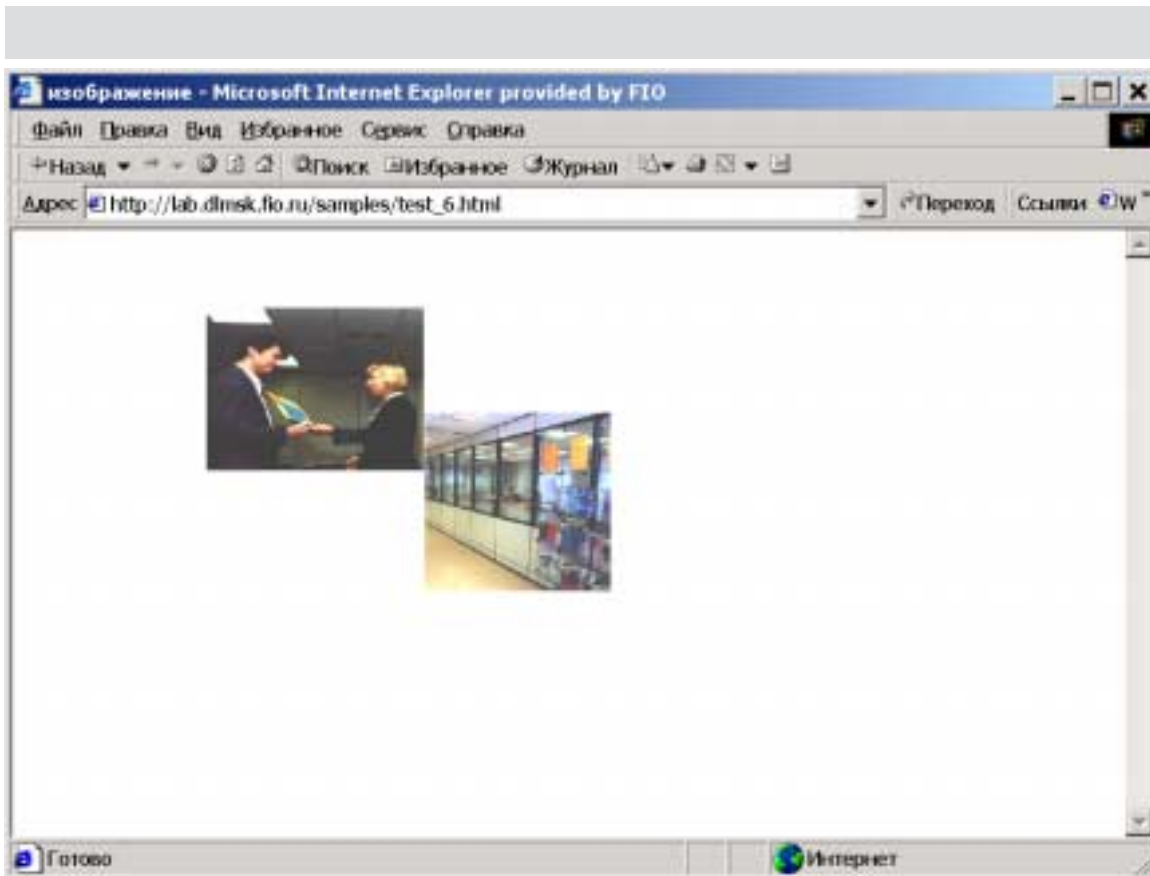 изображение - Microsoft Internet Explorer provided by FIO
Файл Правка Вид Избранное Сервис Справка
Назад Поиск Избранное Журнал
Адрес http://lab.dlmsk.fio.ru/samples/test_6.html Переход Ссылки W
Готово Интернет